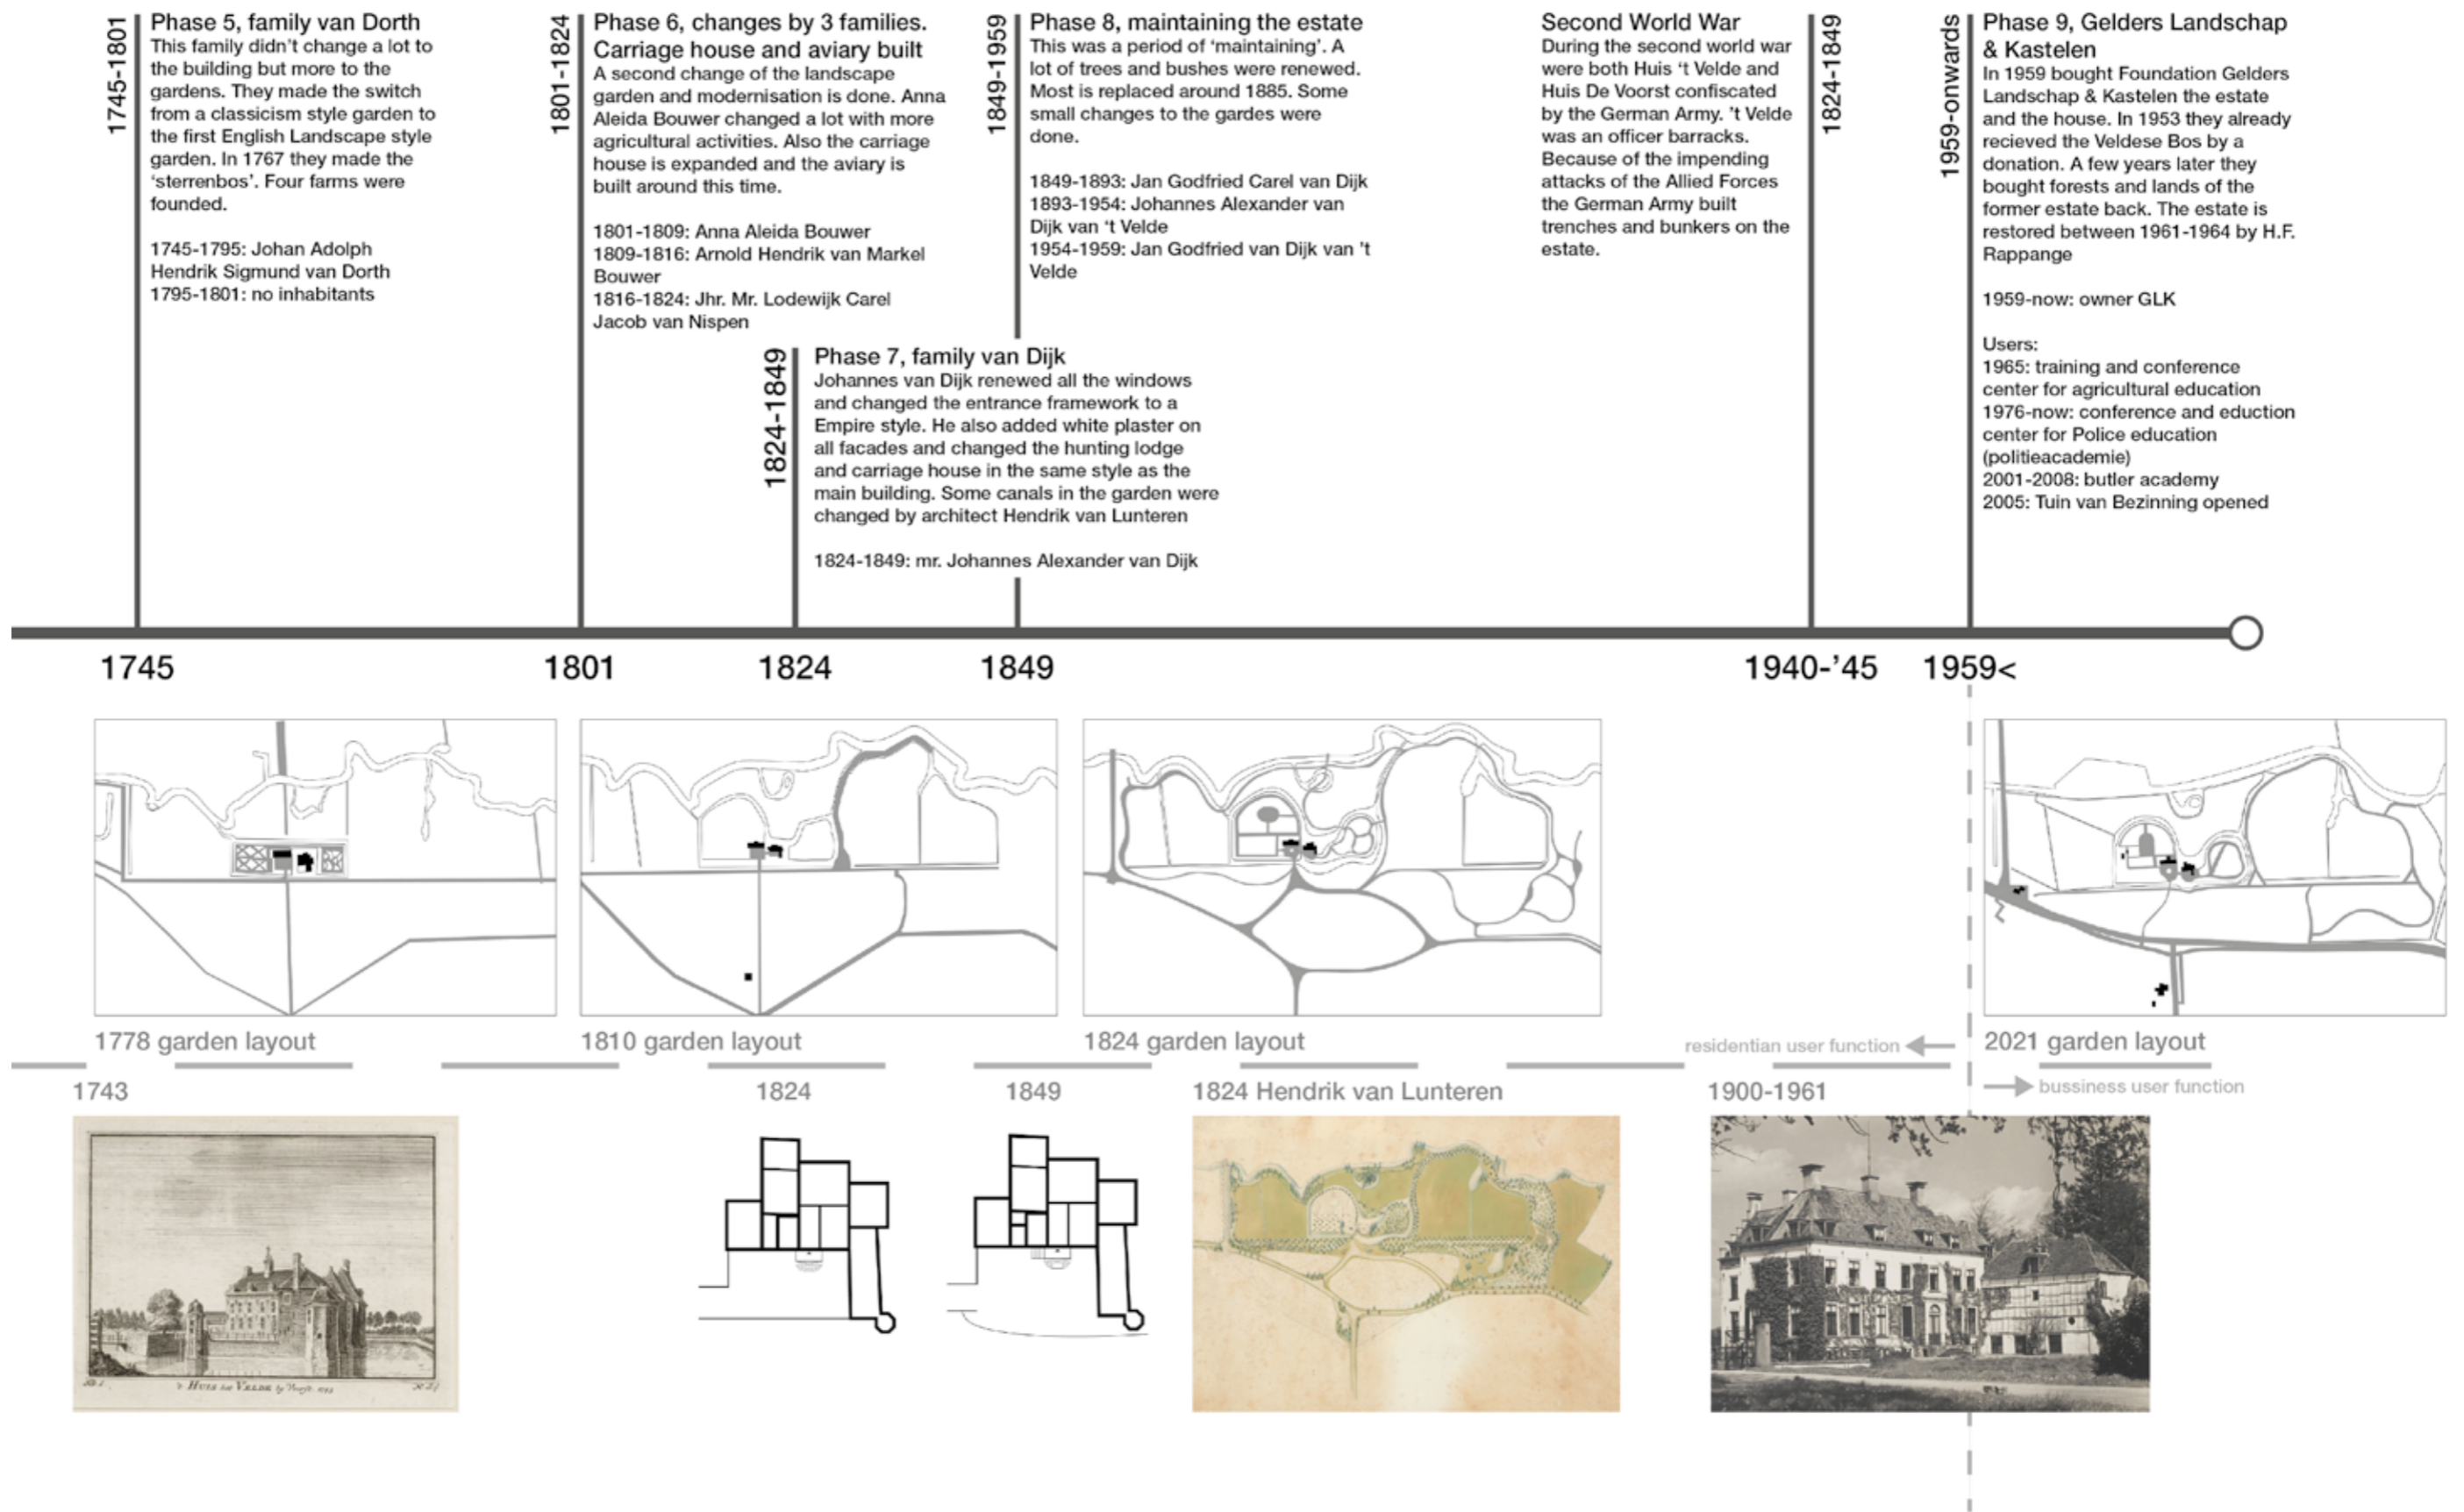 1745-1801
Phase 5, family van Dorth
This family didn't change a lot to
the building but more to the
gardens. They made the switch
from a classicism style garden to
the first English Landscape style
garden. In 1767 they made the
‘sterrenbos’. Four farms were
founded.
1745-1795: Johan Adolph
Hendrik Sigmund van Dorth
1795-1801: no inhabitants
1801-1824
Phase 6, changes by 3 families.
Carriage house and aviary built
A second change of the landscape
garden and modernisation is done. Anna
Aleida Bouwer changed a lot with more
agricultural activities. Also the carriage
house is expanded and the aviary is
built around this time.
1801-1809: Anna Aleida Bouwer
1809-1816: Arnold Hendrik van Markel
Bouwer
1816-1824: Jhr. Mr. Lodewijk Carel
Jacob van Nispen
1824-1849
Phase 7, family van Dijk
Johannes van Dijk renewed all the windows
and changed the entrance framework to a
Empire style. He also added white plaster on
all facades and changed the hunting lodge
and carriage house in the same style as the
main building. Some canals in the garden were
changed by architect Hendrik van Lunteren
1824-1849: mr. Johannes Alexander van Dijk
1849-1959
Phase 8, maintaining the estate
This was a period of ‘maintaining’. A
lot of trees and bushes were renewed.
Most is replaced around 1885. Some
small changes to the gardes were
done.
1849-1893: Jan Godfried Carel van Dijk
1893-1954: Johannes Alexander van
Dijk van ‘t Velde
1954-1959: Jan Godfried van Dijk van ’t
Velde
Second World War
During the second world war
were both Huis ‘t Velde and
Huis De Voorst confiscated
by the German Army. ’t Velde
was an officer barracks.
Because of the impending
attacks of the Allied Forces
the German Army built
trenches and bunkers on the
estate.
1824-1849
1959-onwards
Phase 9, Gelders Landschap
& Kastelen
In 1959 bought Foundation Gelders
Landschap & Kastelen the estate
and the house. In 1953 they already
recieved the Veldese Bos by a
donation. A few years later they
bought forests and lands of the
former estate back. The estate is
restored between 1961-1964 by H.F.
Rappange
1959-now: owner GLK
Users:
1965: training and conference
center for agricultural education
1976-now: conference and eduction
center for Police education
(politieacademie)
2001-2008: butler academy
2005: Tuin van Bezinning opened
1745
1801
1824
1849
1940-’45
1959<
1778 garden layout
1810 garden layout
1824 garden layout
2021 garden layout
residentian user function
bussiness user function
1743
1824
1849
1824 Hendrik van Lunteren
1900-1961